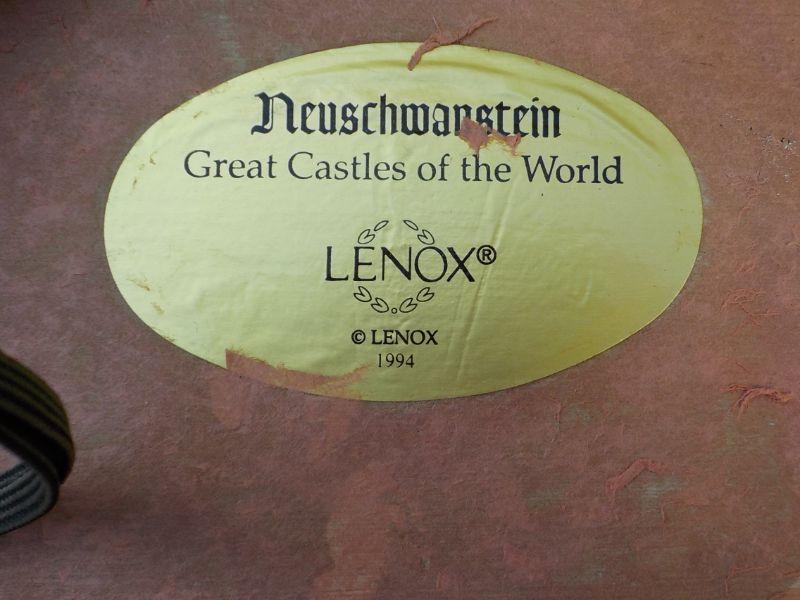 Neuschwanstein
Great Castles of the World
LENOX®
© LENOX
1994